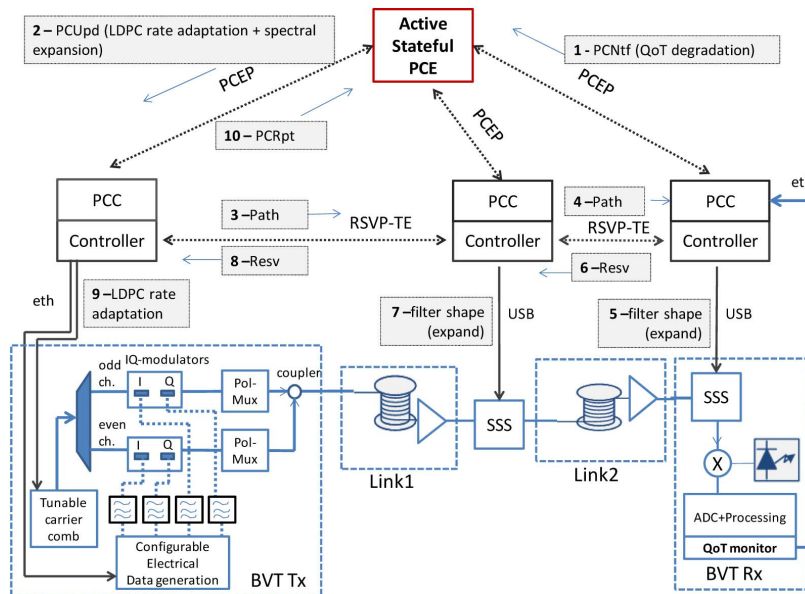 2 – PCUpd (LDPC rate adaptation + spectral
expansion)
Active
Stateful
PCE
1 - PCNtf (QoT degradation)
PCEP
PCEP
PCEP
10 – PCRpt
PCC
Controller
PCC
Controller
PCC
Controller
et
3 –Path
RSVP-TE
4 –Path
RSVP-TE
8 –Resv
6 –Resv
eth
9 –LDPC rate
adaptation
7 –filter shape
(expand)
USB
5 –filter shape
(expand)
USB
odd
ch.
IQ-modulators
I
Q
Pol-
Mux
coupler
even
ch.
I
Q
Pol-
Mux
Link1
SSS
Link2
SSS
X
Tunable
carrier
comb
Configurable
Electrical
Data generation
BVT Tx
ADC+Processing
QoT monitor
BVT Rx